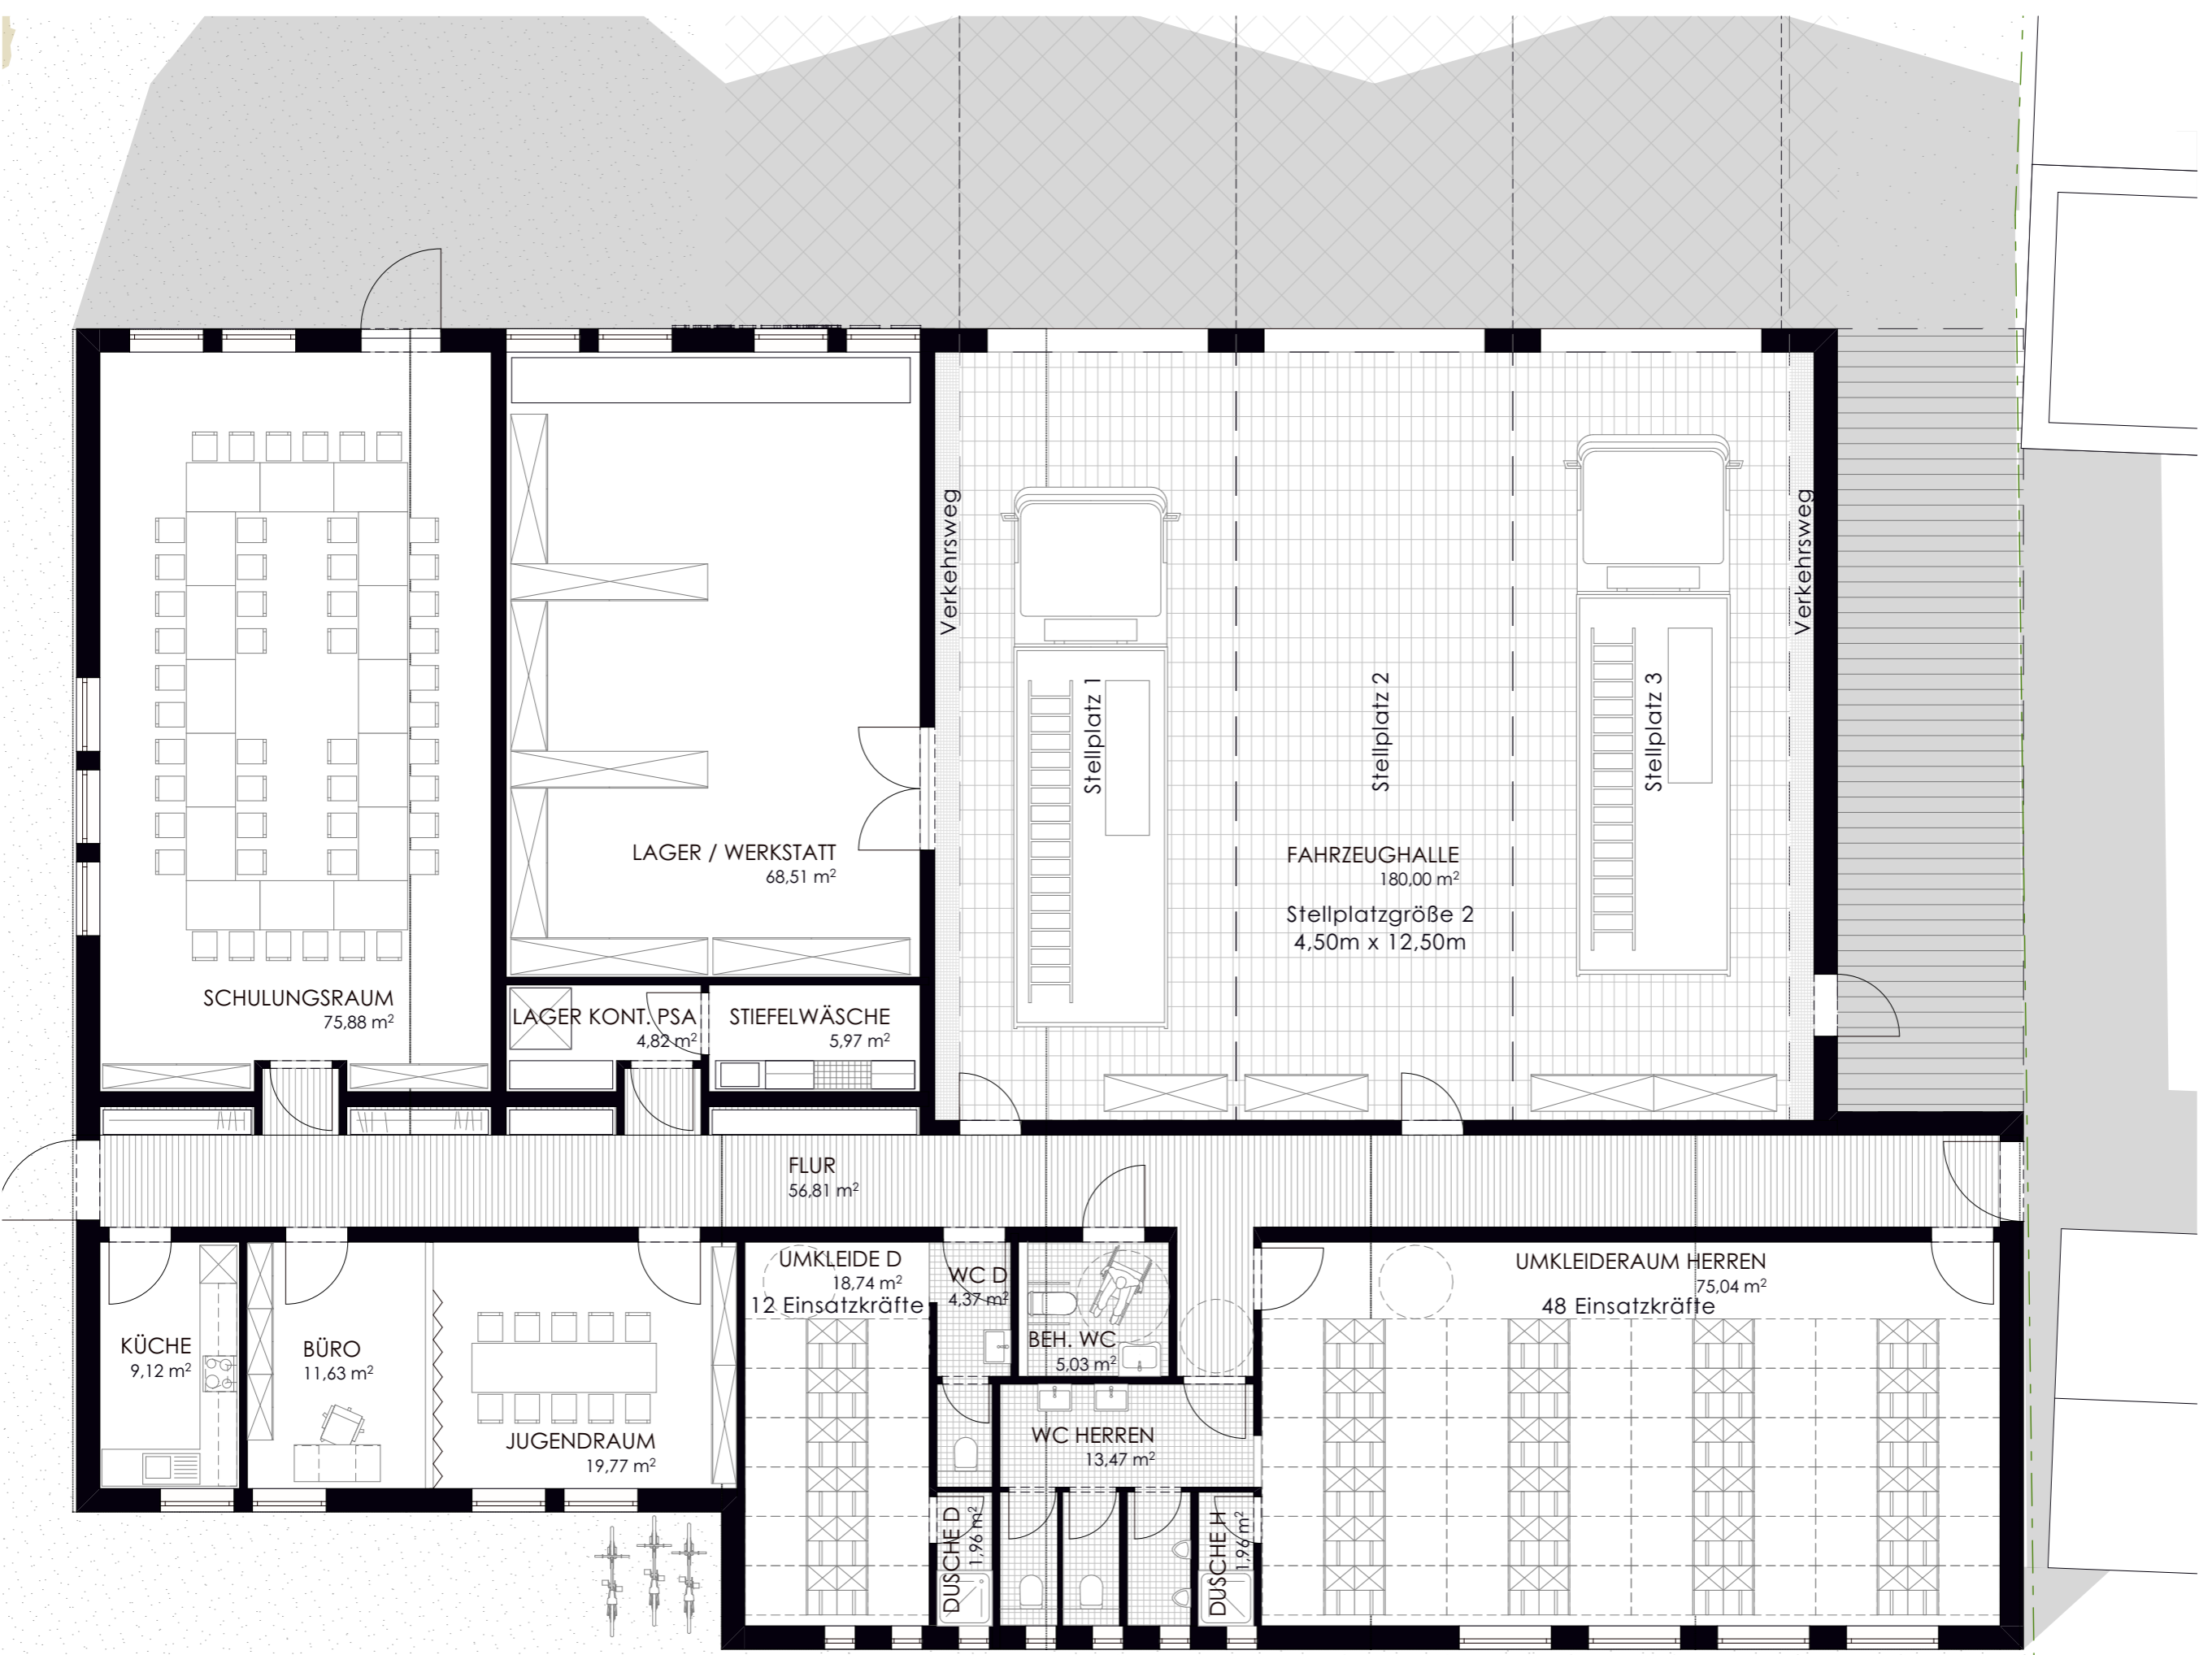 Verkehrsweg
Verkehrsweg
Stellplatz 1
Stellplatz 2
Stellplatz 3
LAGER / WERKSTATT
68,51 m²
FAHRZEUGHALLE
180,00 m²
Stellplatzgröße 2
4,50m x 12,50m
SCHULUNGSRAUM
75,88 m²
LAGER KONT. PSA
4,82 m²
STIEFELWÄSCHE
5,97 m²
FLUR
56,81 m²
UMKLEIDE D
18,74 m²
12 Einsatzkräfte
WC D
4,37 m²
UMKLEIDERAUM HERREN
75,04 m²
48 Einsatzkräfte
KÜCHE
9,12 m²
BÜRO
11,63 m²
BEH. WC
5,03 m²
JUGENDRAUM
19,77 m²
WC HERREN
13,47 m²
DUSCHE D
1,96 m²
DUSCHE H
1,96 m²